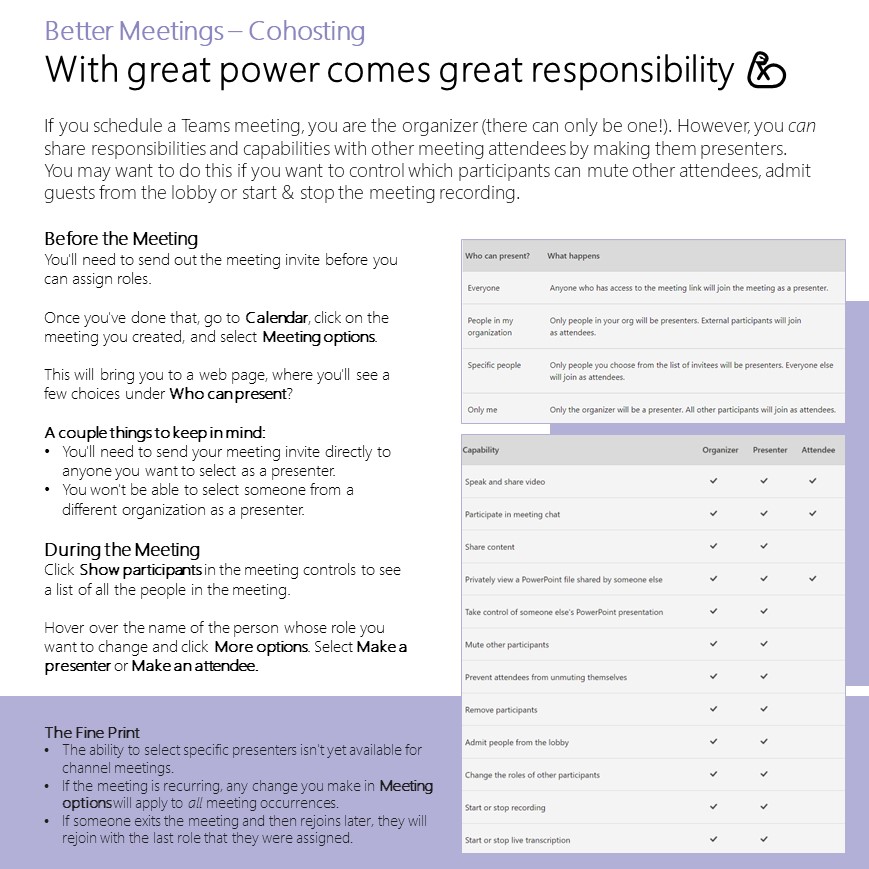 Better Meetings – Cohosting
With great power comes great responsibility
If you schedule a Teams meeting, you are the organizer (there can only be one!). However, you can
share responsibilities and capabilities with other meeting attendees by making them presenters.
You may want to do this if you want to control which participants can mute other attendees, admit
guests from the lobby or start & stop the meeting recording.
Before the Meeting
You'll need to send out the meeting invite before you
can assign roles.
Once you've done that, go to Calendar, click on the
meeting you created, and select Meeting options.
This will bring you to a web page, where you'll see a
few choices under Who can present?
A couple things to keep in mind:
• You'll need to send your meeting invite directly to
anyone you want to select as a presenter.
• You won't be able to select someone from a
different organization as a presenter.
During the Meeting
Click Show participants in the meeting controls to see
a list of all the people in the meeting.
Hover over the name of the person whose role you
want to change and click More options. Select Make a
presenter or Make an attendee.
The Fine Print
• The ability to select specific presenters isn't yet available for
channel meetings.
• If the meeting is recurring, any change you make in Meeting
options will apply to all meeting occurrences.
• If someone exits the meeting and then rejoins later, they will
rejoin with the last role that they were assigned.
Who can present? What happens
Everyone Anyone who has access to the meeting link will join the meeting as a presenter.
People in my Only people in your org will be presenters. External participants will join
organization as attendees.
Specific people Only people you choose from the list of invitees will be presenters. Everyone else
will join as attendees.
Only me Only the organizer will be a presenter. All other participants will join as attendees.
Capability Organizer Presenter Attendee
Speak and share video ✓ ✓ ✓
Participate in meeting chat ✓ ✓ ✓
Share content ✓ ✓
Privately view a PowerPoint file shared by someone else ✓ ✓ ✓
Take control of someone else's PowerPoint presentation ✓ ✓
Mute other participants ✓ ✓
Prevent attendees from unmuting themselves ✓ ✓
Remove participants ✓ ✓
Admit people from the lobby ✓ ✓
Change the roles of other participants ✓ ✓
Start or stop recording ✓ ✓
Start or stop live transcription ✓ ✓